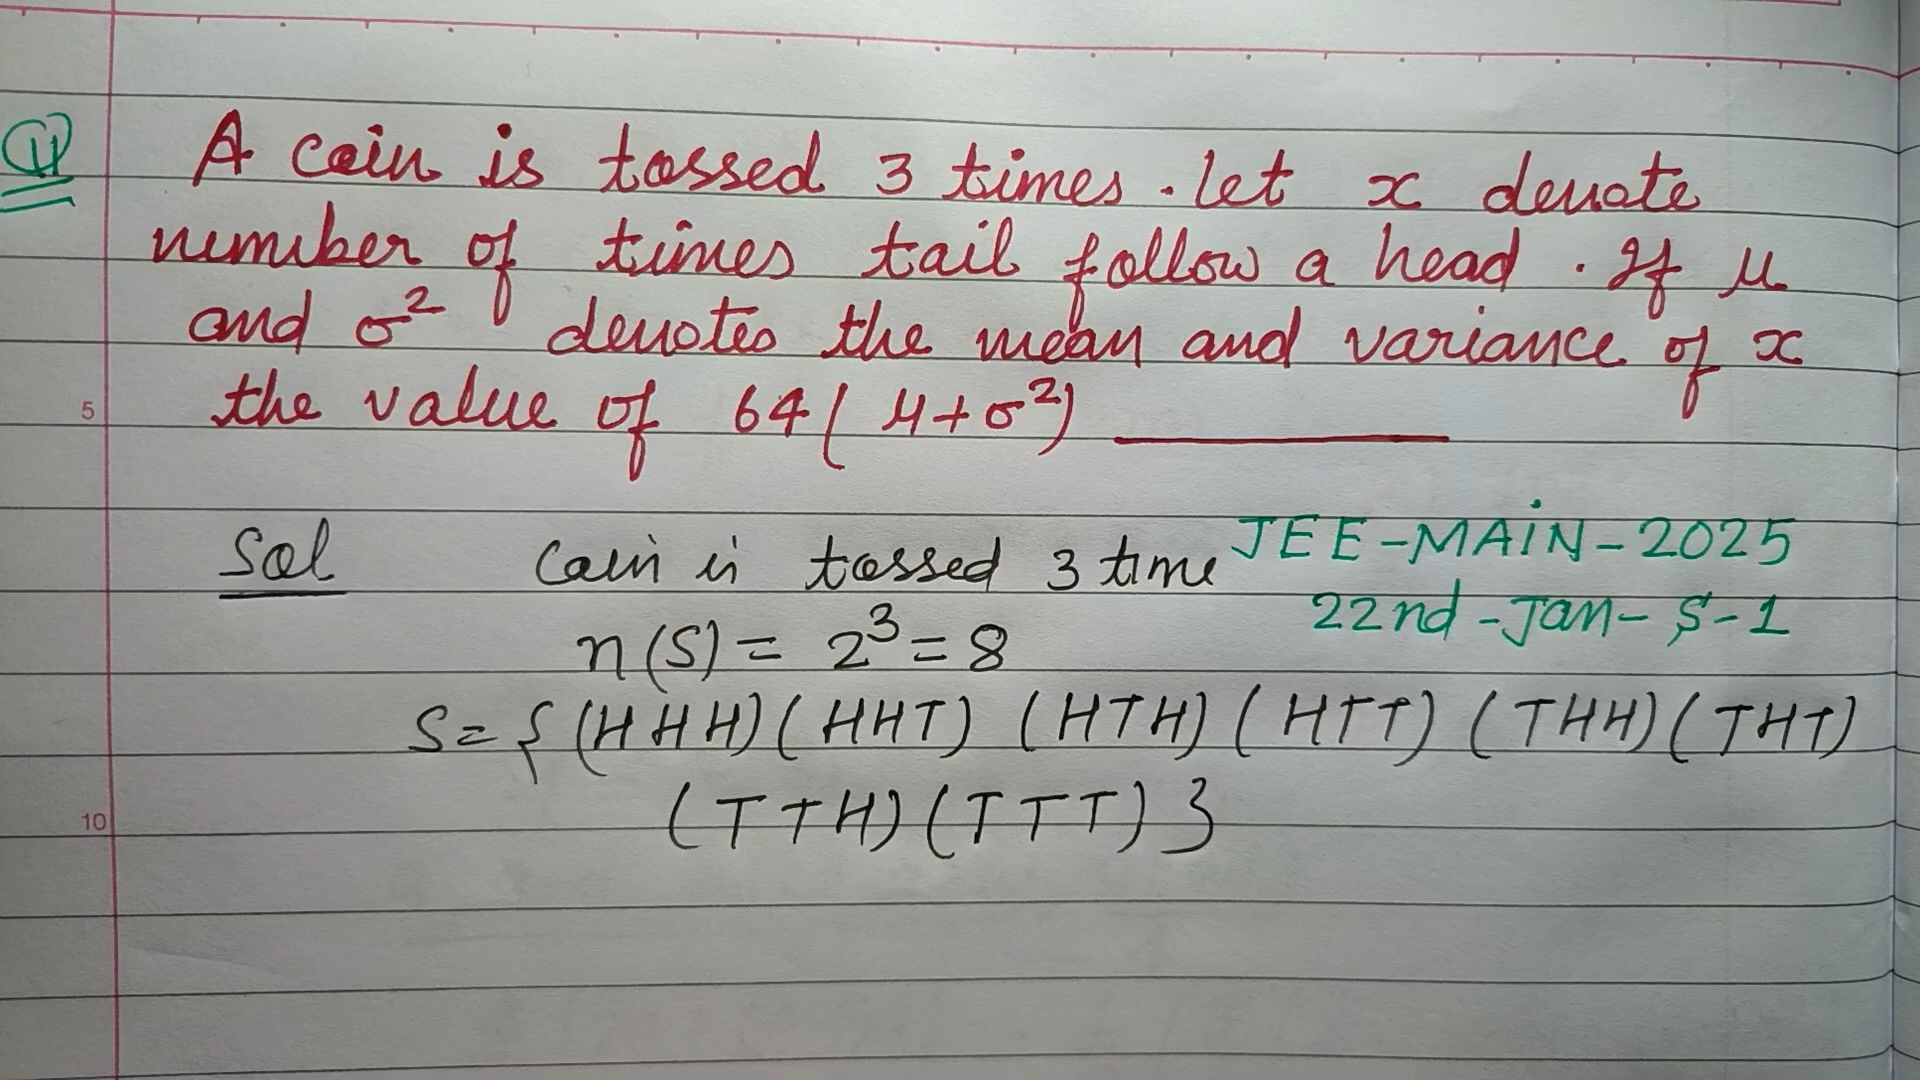 Q A coin is tossed 3 times. let x denote
number of times tail follow a head. If μ
and σ² denotes the mean and variance of x
5 the value of 64(μ+σ²) ________
Sol Coin is tossed 3 time JEE-MAIN-2025
n(S) = 2³ = 8 22nd-Jan-S-1
S = { (HHH) (HHT) (HTH) (HTT) (THH) (THT)
10 (TTH) (TTT) }